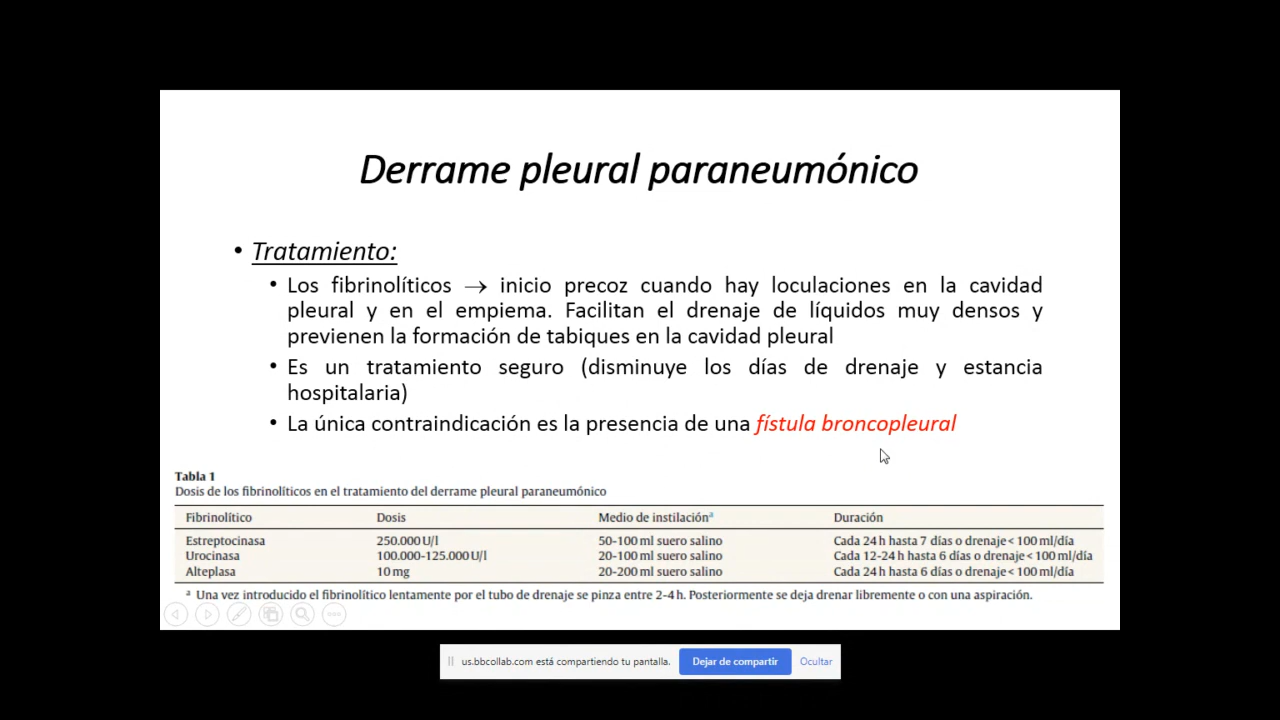 Derrame pleural paraneumónico
• Tratamiento:
• Los fibrinolíticos → inicio precoz cuando hay loculaciones en la cavidad
pleural y en el empiema. Facilitan el drenaje de líquidos muy densos y
previenen la formación de tabiques en la cavidad pleural
• Es un tratamiento seguro (disminuye los días de drenaje y estancia
hospitalaria)
• La única contraindicación es la presencia de una fístula broncopleural
Tabla 1
Dosis de los fibrinolíticos en el tratamiento del derrame pleural paraneumónico
Fibrinolítico Dosis Medio de instilaciónᵃ Duración
Estreptocinasa 250.000 U/l 50-100 ml suero salino Cada 24 h hasta 7 días o drenaje < 100 ml/día
Urocinasa 100.000-125.000 U/l 20-100 ml suero salino Cada 12-24 h hasta 6 días o drenaje < 100 ml/día
Alteplasa 10 mg 20-200 ml suero salino Cada 24 h hasta 6 días o drenaje < 100 ml/día
ᵃ Una vez introducido el fibrinolítico lentamente por el tubo de drenaje se pinza entre 2-4 h. Posteriormente se deja drenar libremente o con una aspiración.
us.bbcollab.com está compartiendo tu pantalla. Dejar de compartir Ocultar